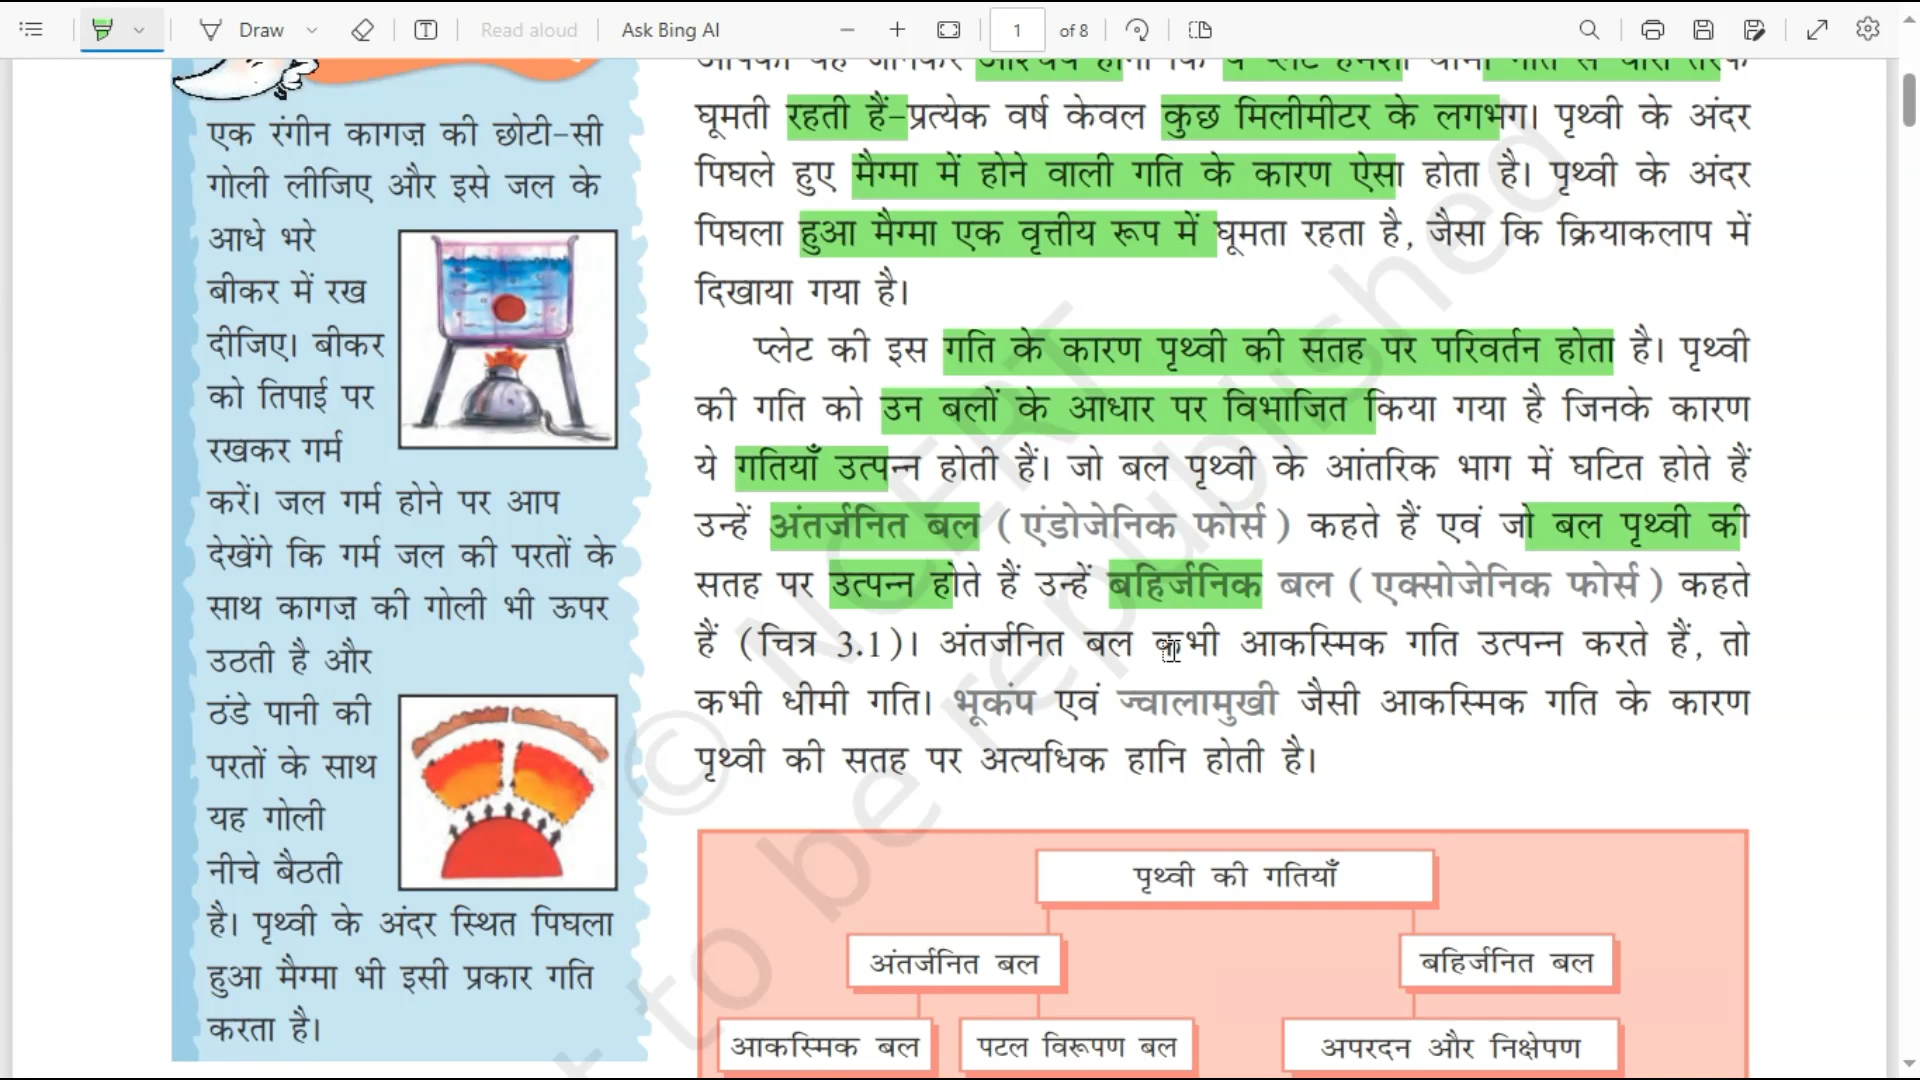 Draw
Read aloud
Ask Bing AI
1
of 8
एक रंगीन कागज़ की छोटी-सी
गोली लीजिए और इसे जल के
आधे भरे
बीकर में रख
दीजिए। बीकर
को तिपाई पर
रखकर गर्म
करें। जल गर्म होने पर आप
देखेंगे कि गर्म जल की परतों के
साथ कागज़ की गोली भी ऊपर
उठती है और
ठंडे पानी की
परतों के साथ
यह गोली
नीचे बैठती
है। पृथ्वी के अंदर स्थित पिघला
हुआ मैग्मा भी इसी प्रकार गति
करता है।
घूमती रहती हैं-प्रत्येक वर्ष केवल कुछ मिलीमीटर के लगभग। पृथ्वी के अंदर
पिघले हुए मैग्मा में होने वाली गति के कारण ऐसा होता है। पृथ्वी के अंदर
पिघला हुआ मैग्मा एक वृत्तीय रूप में घूमता रहता है, जैसा कि क्रियाकलाप में
दिखाया गया है।
प्लेट की इस गति के कारण पृथ्वी की सतह पर परिवर्तन होता है। पृथ्वी
की गति को उन बलों के आधार पर विभाजित किया गया है जिनके कारण
ये गतियाँ उत्पन्न होती हैं। जो बल पृथ्वी के आंतरिक भाग में घटित होते हैं
उन्हें अंतर्जनित बल (एंडोजेनिक फोर्स) कहते हैं एवं जो बल पृथ्वी की
सतह पर उत्पन्न होते हैं उन्हें बहिर्जनिक बल (एक्सोजेनिक फोर्स) कहते
हैं (चित्र 3.1)। अंतर्जनित बल कभी आकस्मिक गति उत्पन्न करते हैं, तो
कभी धीमी गति। भूकंप एवं ज्वालामुखी जैसी आकस्मिक गति के कारण
पृथ्वी की सतह पर अत्यधिक हानि होती है।
पृथ्वी की गतियाँ
अंतर्जनित बल
बहिर्जनित बल
आकस्मिक बल
पटल विरूपण बल
अपरदन और निक्षेपण
© NCERT
to be republished